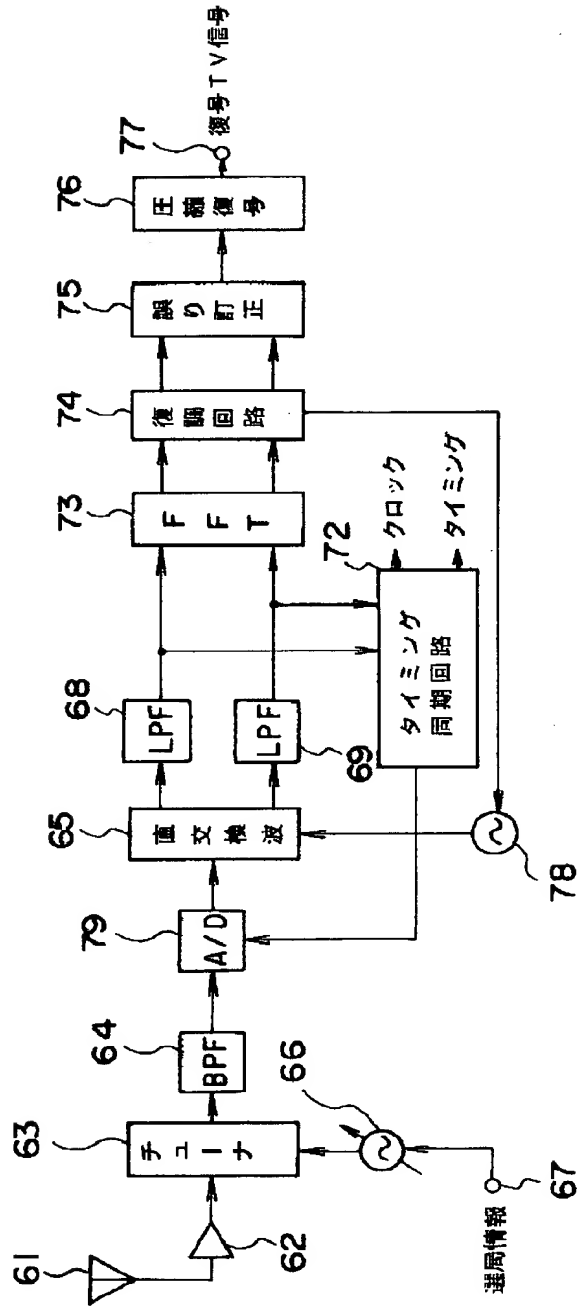 61
62
63
チューナ
64
BPF
79
A/D
65
直交検波
68
LPF
LPF
69
73
FFT
74
復調回路
75
誤り訂正
76
圧縮復号
77
復号TV信号
72
タイミング
同期回路
クロック
タイミング
66
67
選局情報
78